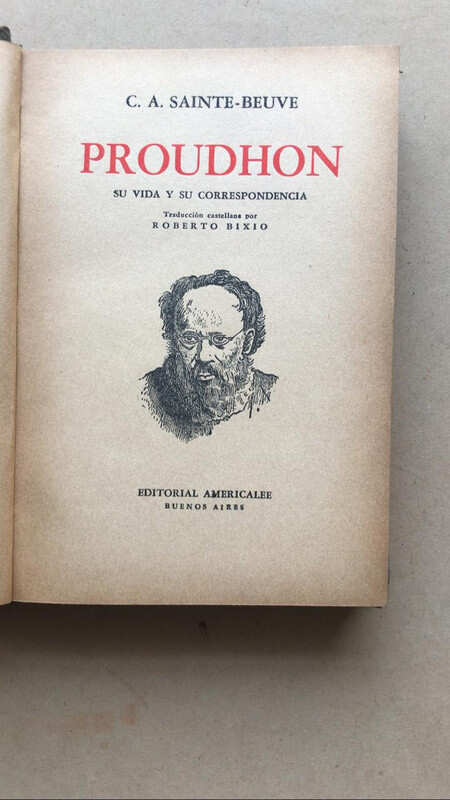 C. A. SAINTE-BEUVE
PROUDHON
SU VIDA Y SU CORRESPONDENCIA
Traducción castellana por
ROBERTO BIXIO
EDITORIAL AMERICALEE
BUENOS AIRES